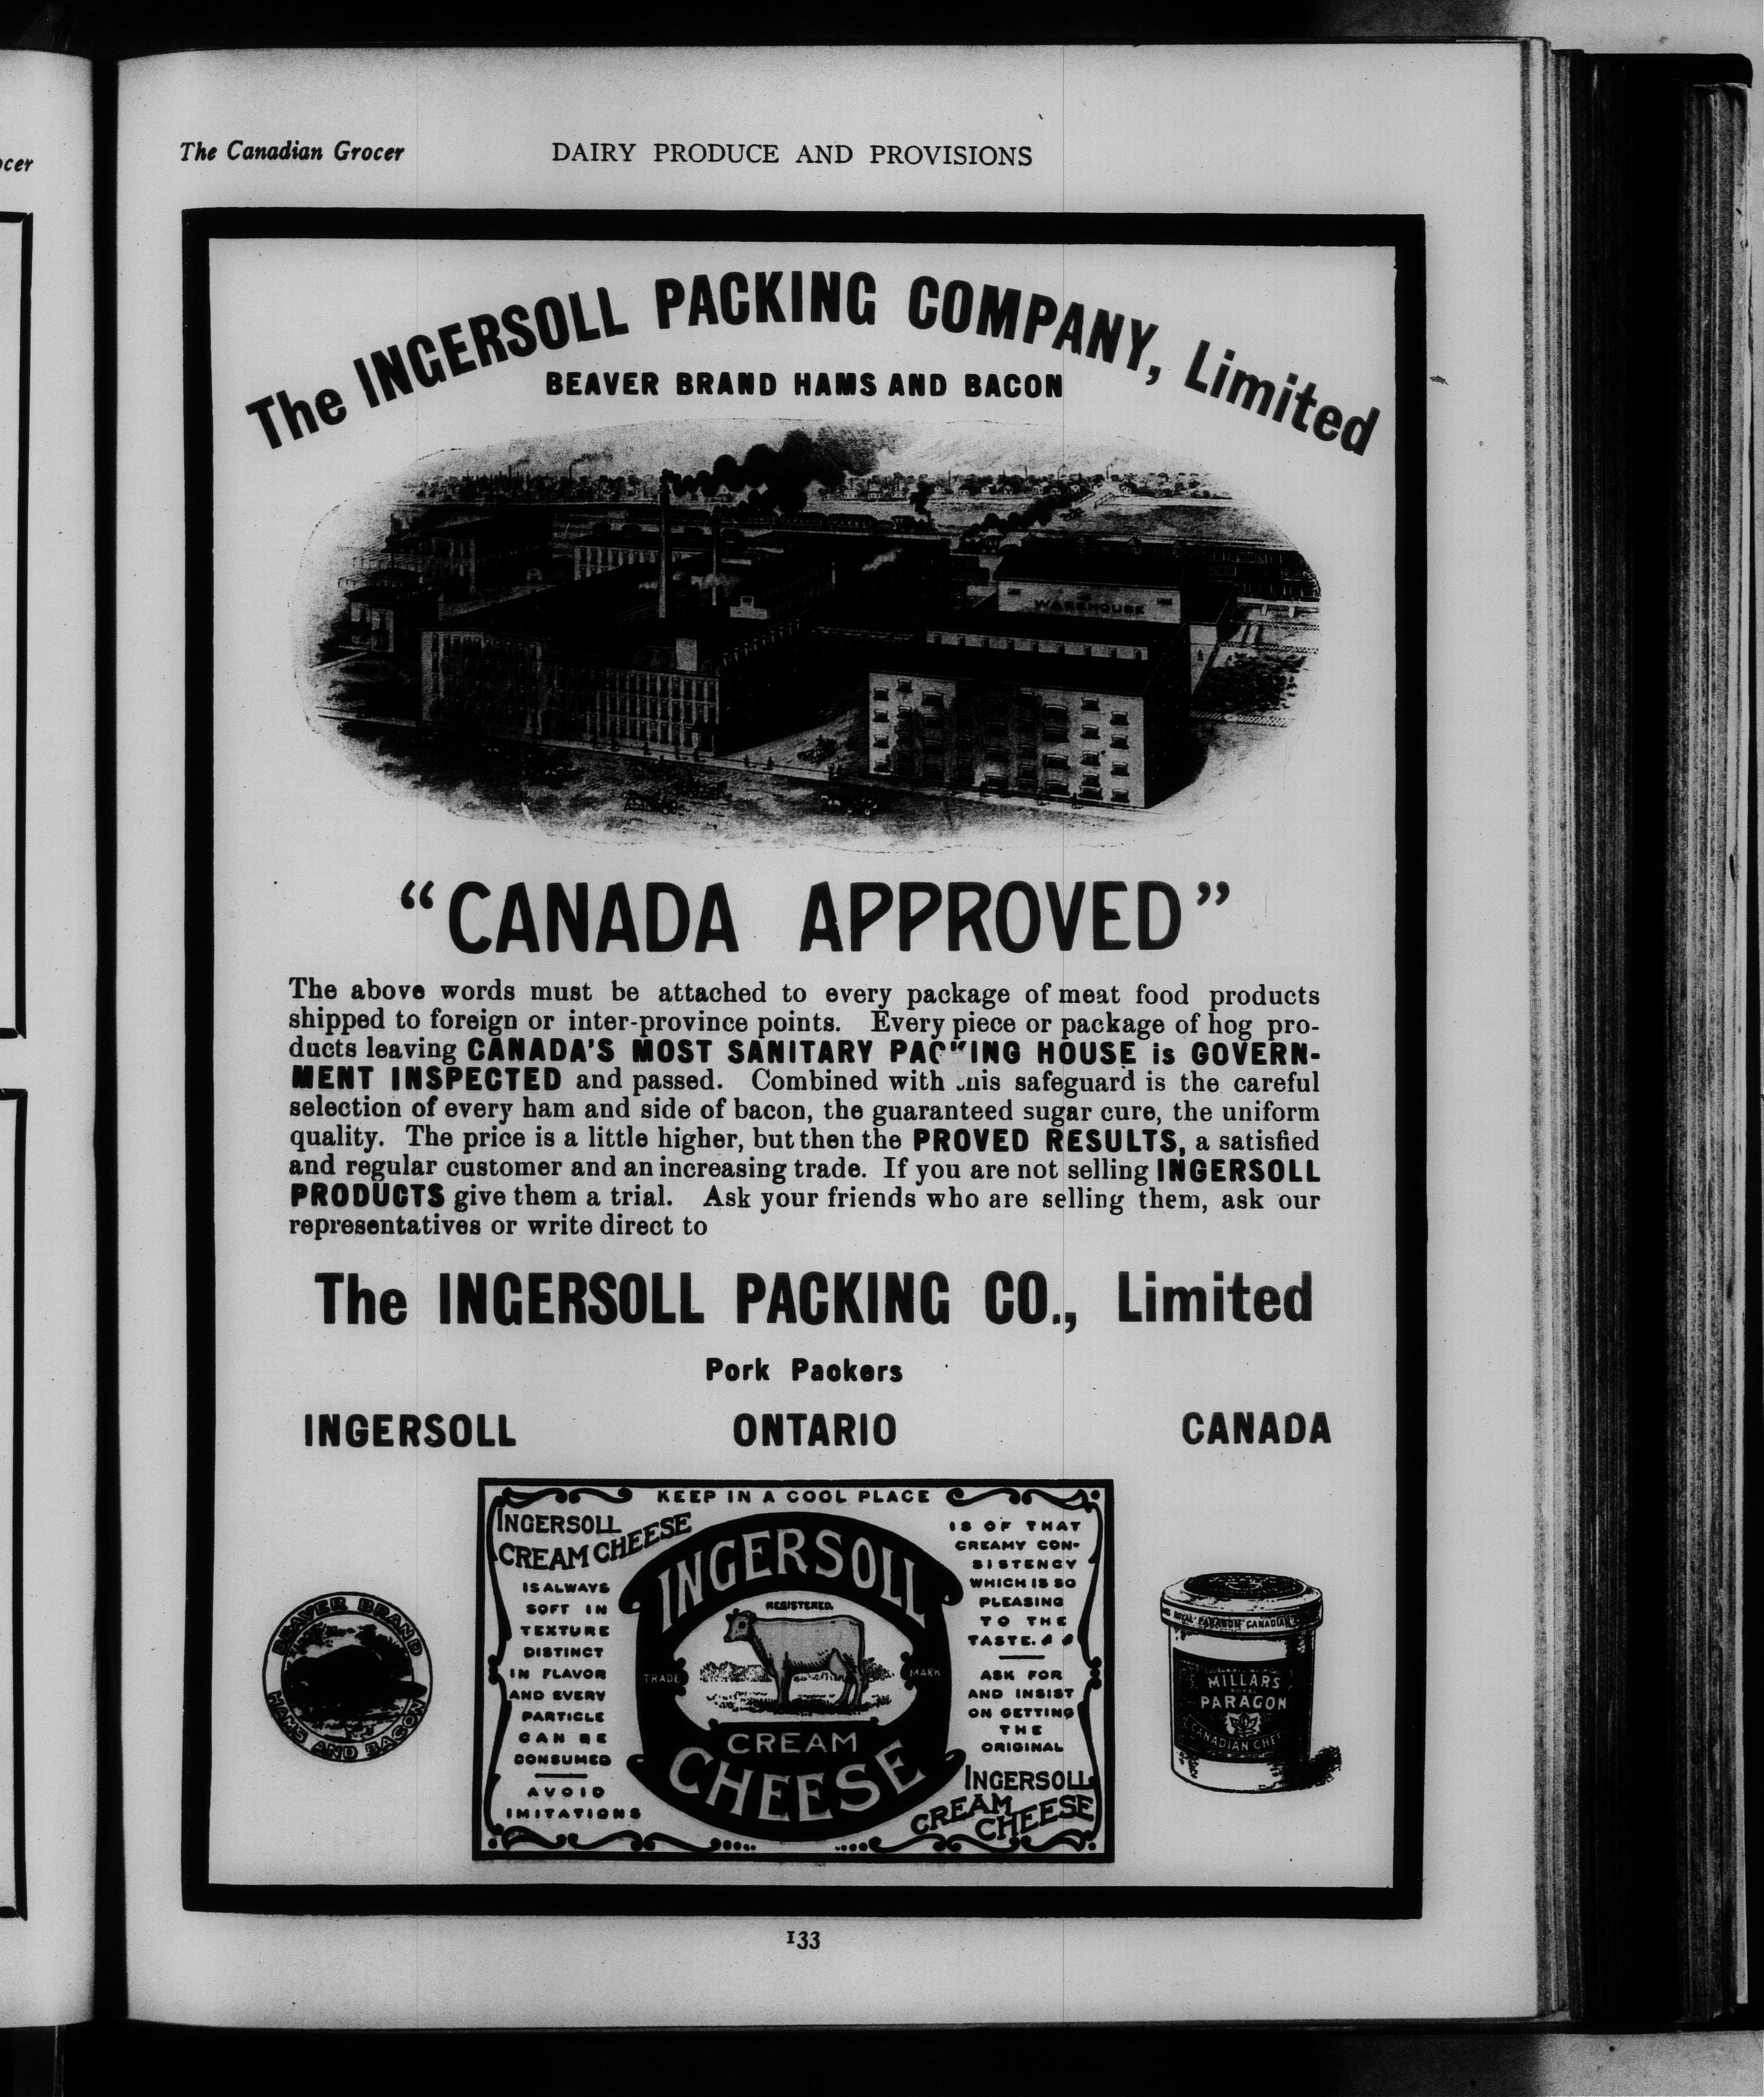 ocer
The Canadian Grocer
DAIRY PRODUCE AND PROVISIONS
The INGERSOLL PACKING COMPANY, Limited
BEAVER BRAND HAMS AND BACON
WAREHOUSE
"CANADA APPROVED"
The above words must be attached to every package of meat food products
shipped to foreign or inter-province points. Every piece or package of hog pro-
ducts leaving CANADA'S MOST SANITARY PACKING HOUSE is GOVERN-
MENT INSPECTED and passed. Combined with this safeguard is the careful
selection of every ham and side of bacon, the guaranteed sugar cure, the uniform
quality. The price is a little higher, but then the PROVED RESULTS, a satisfied
and regular customer and an increasing trade. If you are not selling INGERSOLL
PRODUCTS give them a trial. Ask your friends who are selling them, ask our
representatives or write direct to
The INGERSOLL PACKING CO., Limited
Pork Packers
INGERSOLL ONTARIO CANADA
BEAVER BRAND
HAMS AND BACON
KEEP IN A COOL PLACE
INGERSOLL
CREAM CHEESE
IS ALWAYS
SOFT IN
TEXTURE
DISTINCT
IN FLAVOR
AND EVERY
PARTICLE
CAN BE
CONSUMED
AVOID
IMITATIONS
INGERSOLL
REGISTERED.
TRADE MARK
CREAM
CHEESE
IS OF THAT
CREAMY CON-
SISTENCY
WHICH IS SO
PLEASING
TO THE
TASTE.
ASK FOR
AND INSIST
ON GETTING
THE
ORIGINAL
INGERSOLL
CREAM
CHEESE
ROYAL PARAGON CANADIAN
MILLARS
ROYAL
PARAGON
CANADIAN CHEE
133